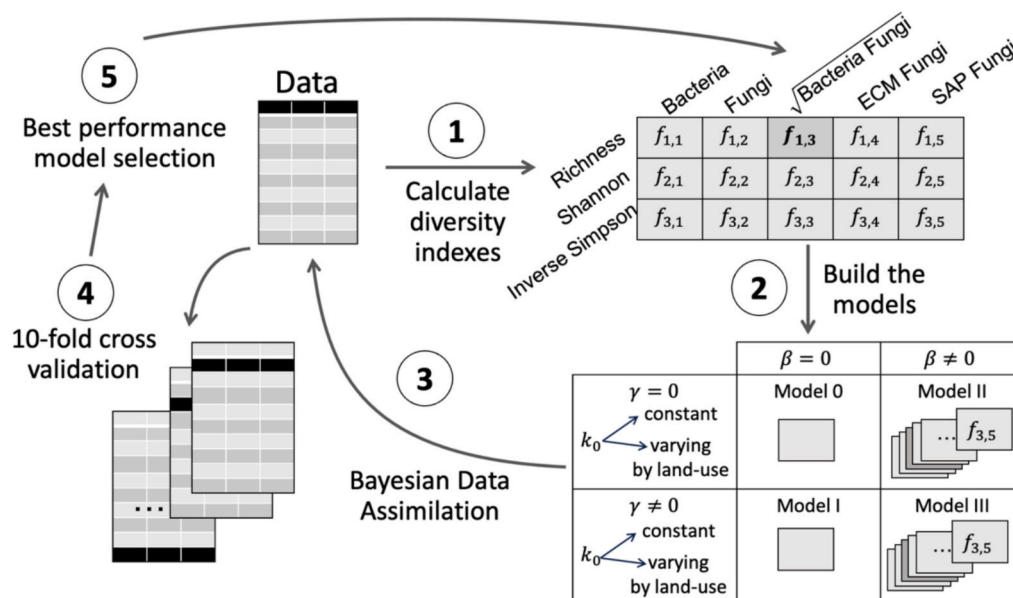 5
Best performance
model selection
Data
1
Calculate
diversity
indexes
Bacteria
Fungi
√Bacteria Fungi
ECM Fungi
SAP Fungi
Richness
Shannon
Inverse Simpson
f₁,₁ f₁,₂ f₁,₃ f₁,₄ f₁,₅
f₂,₁ f₂,₂ f₂,₃ f₂,₄ f₂,₅
f₃,₁ f₃,₂ f₃,₃ f₃,₄ f₃,₅
4
10-fold cross
validation
...
2
Build the
models
3
Bayesian Data
Assimilation
β = 0 β ≠ 0
γ = 0
k₀
constant
varying
by land-use
Model 0
Model II
... f₃,₅
γ ≠ 0
k₀
constant
varying
by land-use
Model I
Model III
... f₃,₅